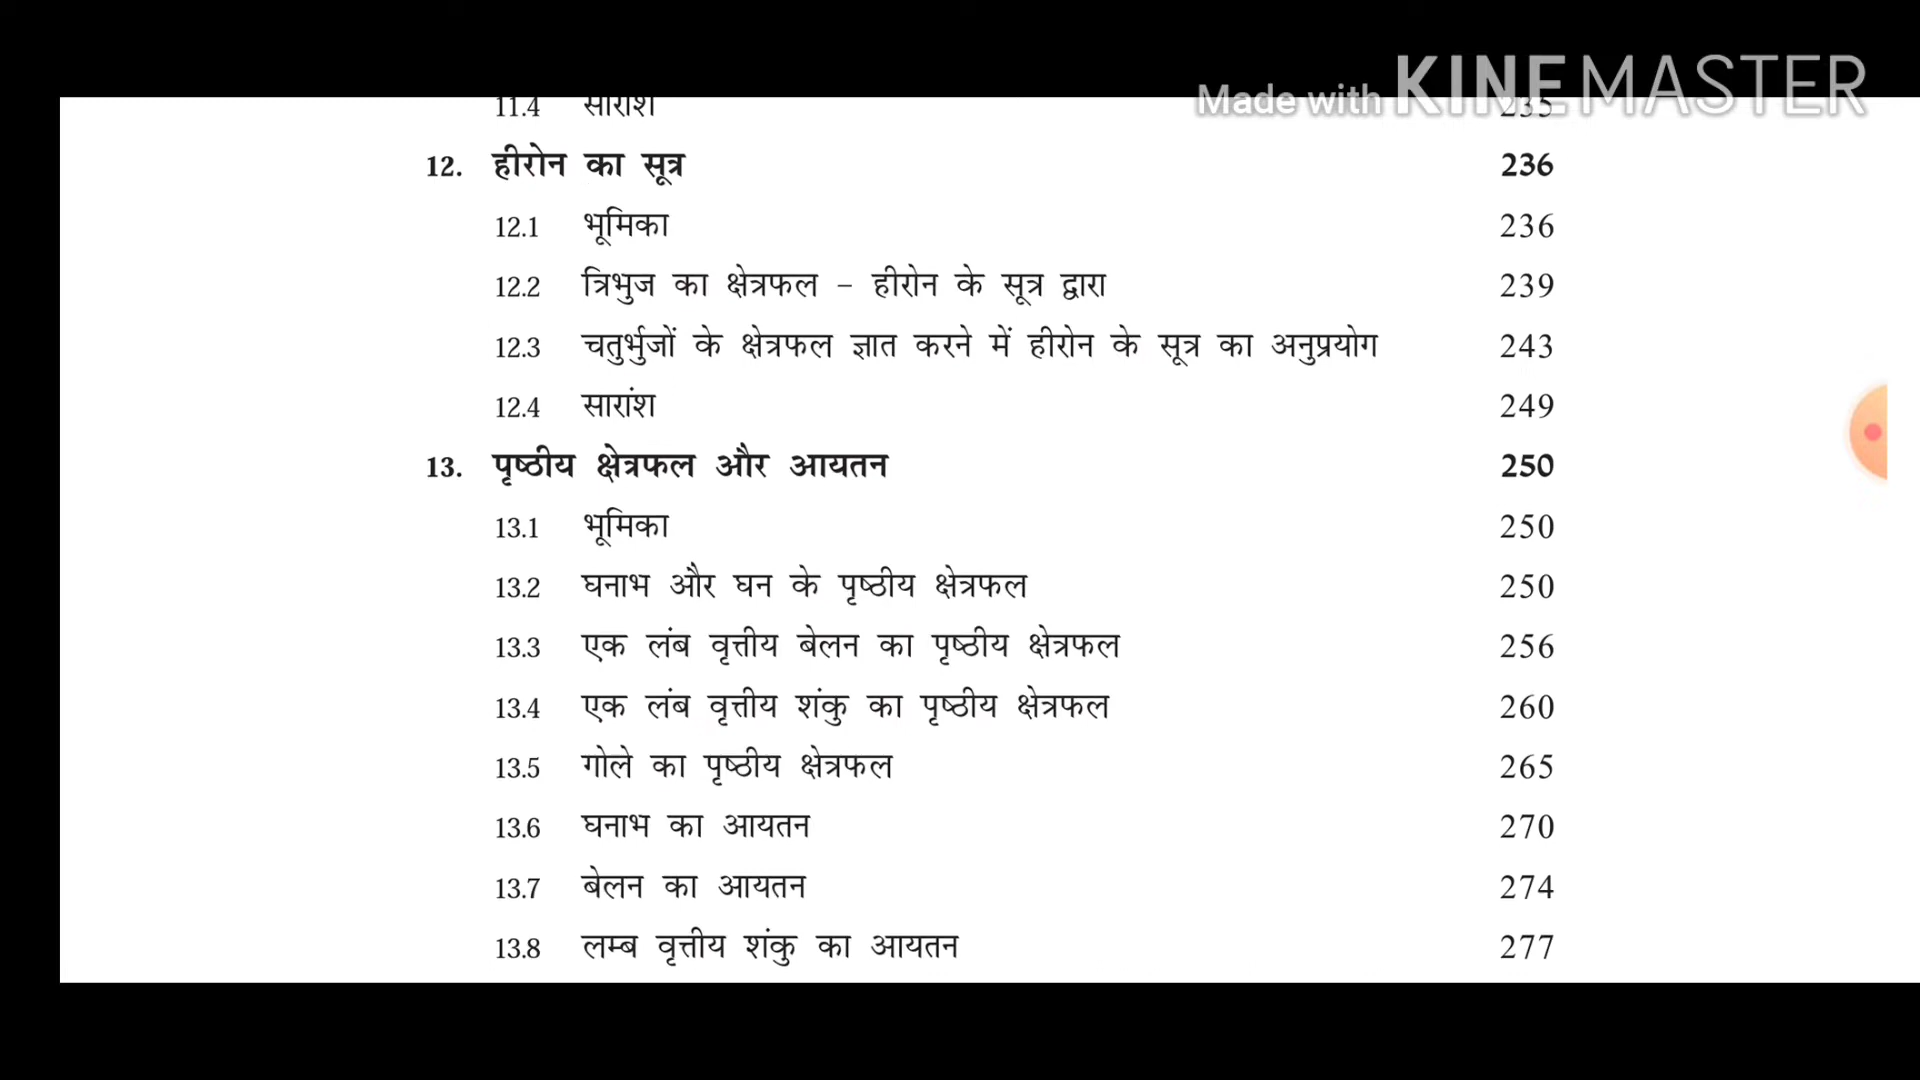 Made with KINEMASTER
11.4 सारांश 235
12. हीरोन का सूत्र 236
12.1 भूमिका 236
12.2 त्रिभुज का क्षेत्रफल – हीरोन के सूत्र द्वारा 239
12.3 चतुर्भुजों के क्षेत्रफल ज्ञात करने में हीरोन के सूत्र का अनुप्रयोग 243
12.4 सारांश 249
13. पृष्ठीय क्षेत्रफल और आयतन 250
13.1 भूमिका 250
13.2 घनाभ और घन के पृष्ठीय क्षेत्रफल 250
13.3 एक लंब वृत्तीय बेलन का पृष्ठीय क्षेत्रफल 256
13.4 एक लंब वृत्तीय शंकु का पृष्ठीय क्षेत्रफल 260
13.5 गोले का पृष्ठीय क्षेत्रफल 265
13.6 घनाभ का आयतन 270
13.7 बेलन का आयतन 274
13.8 लम्ब वृत्तीय शंकु का आयतन 277